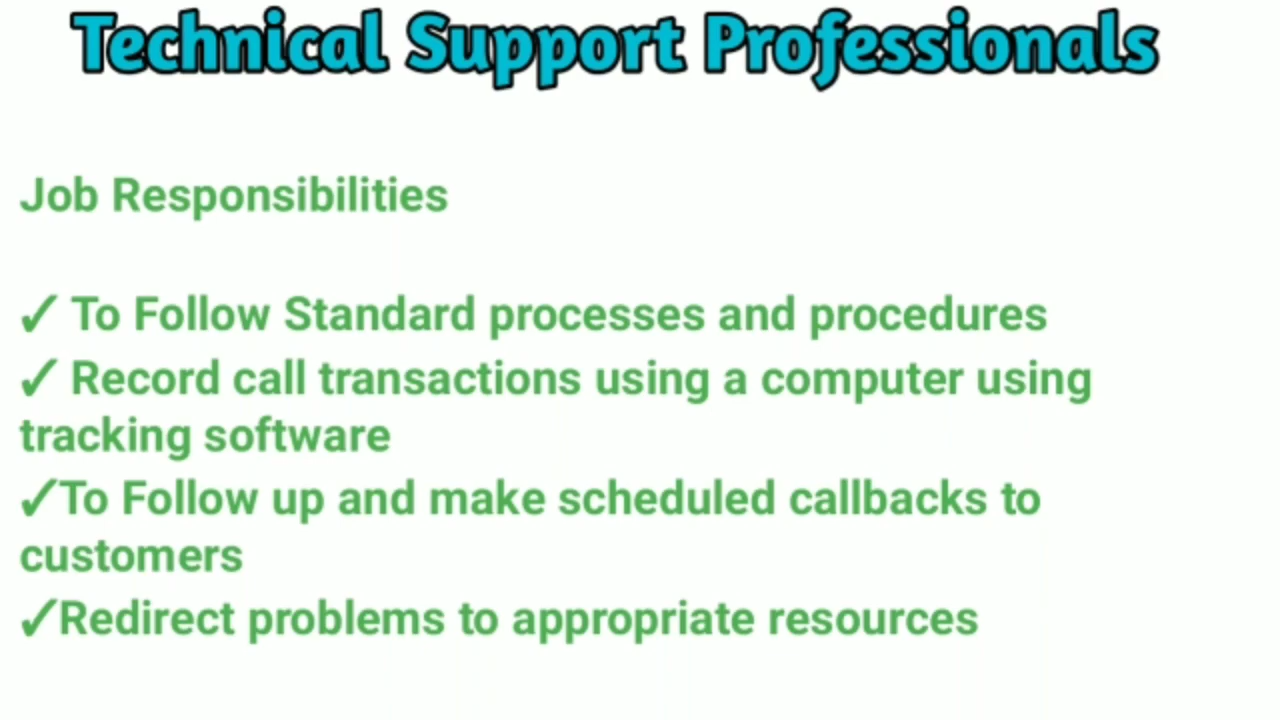 Technical Support Professionals
Job Responsibilities
✓ To Follow Standard processes and procedures
✓ Record call transactions using a computer using
tracking software
✓To Follow up and make scheduled callbacks to
customers
✓Redirect problems to appropriate resources